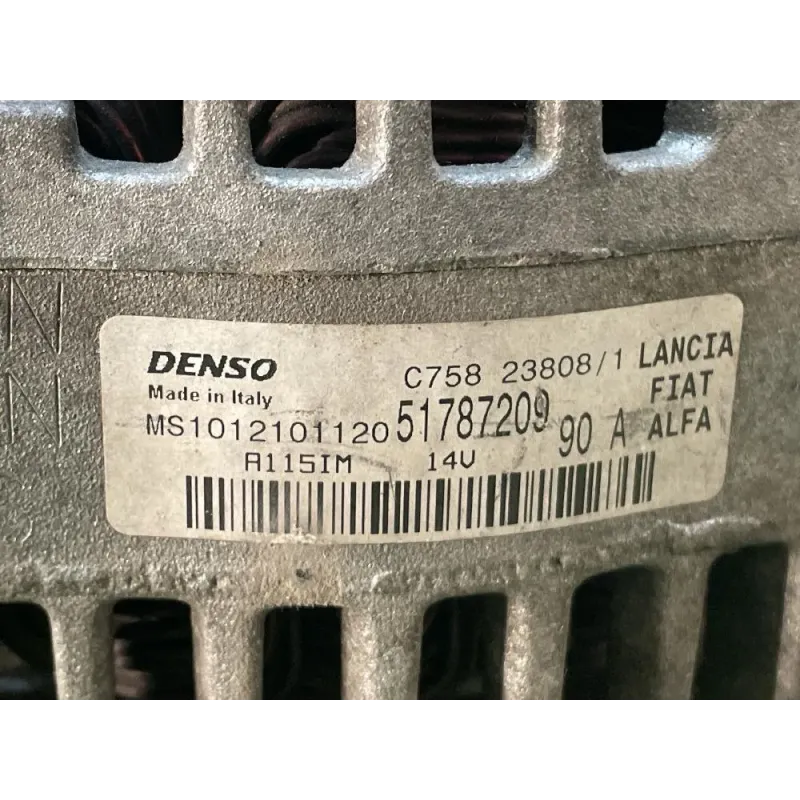 DENSO C758 23808/1 LANCIA
Made in Italy FIAT
MS1012101120 51787209 90 A ALFA
A115IM 14V
N
N